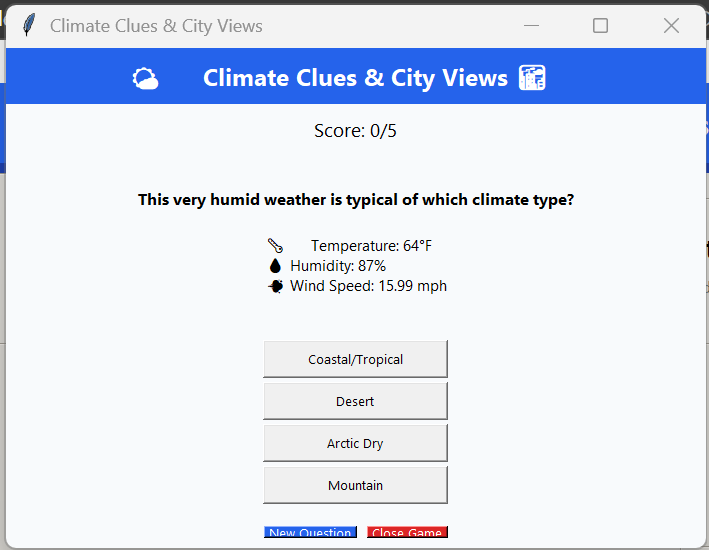 Climate Clues & City Views
Climate Clues & City Views
Score: 0/5
This very humid weather is typical of which climate type?
Temperature: 64°F
Humidity: 87%
Wind Speed: 15.99 mph
Coastal/Tropical
Desert
Arctic Dry
Mountain
New Question Close Game